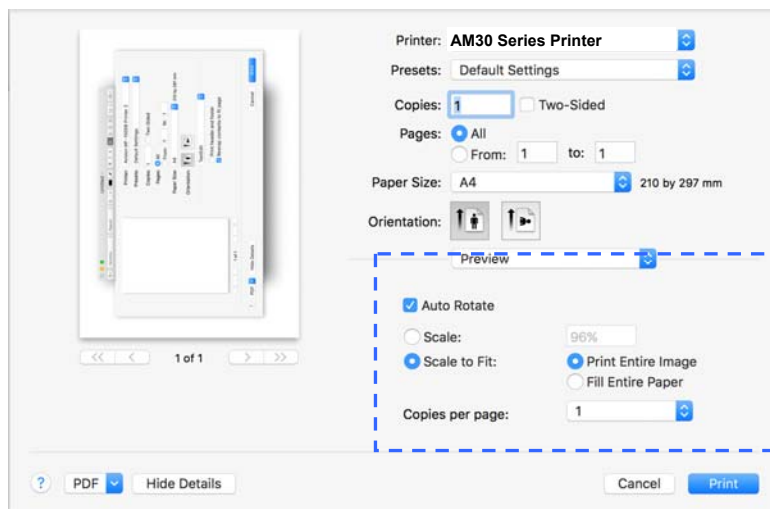 Printer: AM30 Series Printer
Presets: Default Settings
Copies: 1 Two-Sided
Pages: All
From: 1 to: 1
Paper Size: A4 210 by 297 mm
Orientation:
Preview
Auto Rotate
Scale: 96%
Scale to Fit: Print Entire Image
Fill Entire Paper
Copies per page: 1
1 of 1
? PDF Hide Details Cancel Print